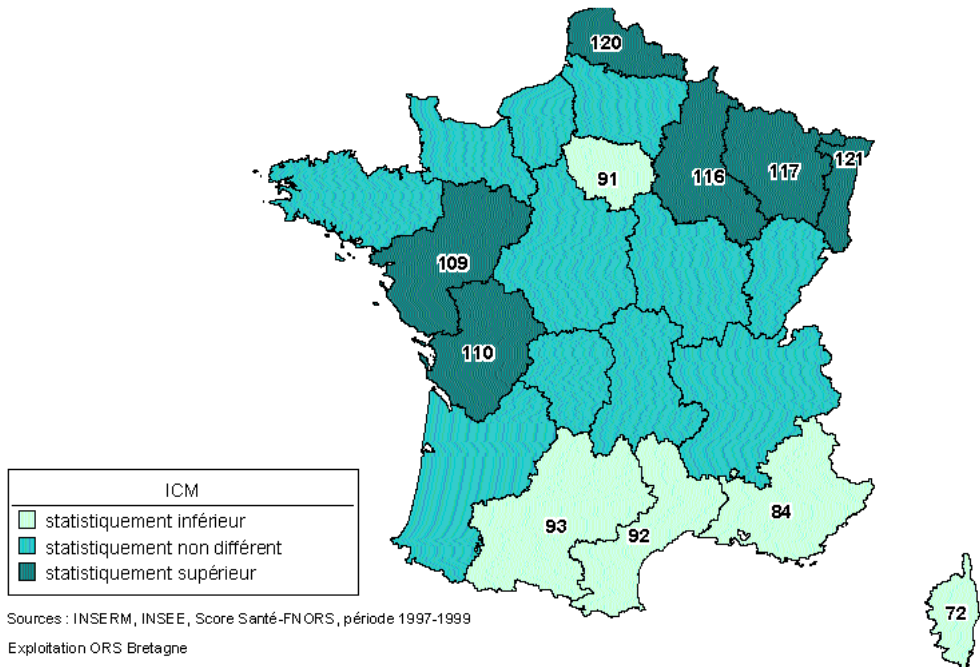 120
91
116
117
121
109
110
93
92
84
72
ICM
statistiquement inférieur
statistiquement non différent
statistiquement supérieur
Sources : INSERM, INSEE, Score Santé-FNORS, période 1997-1999
Exploitation ORS Bretagne